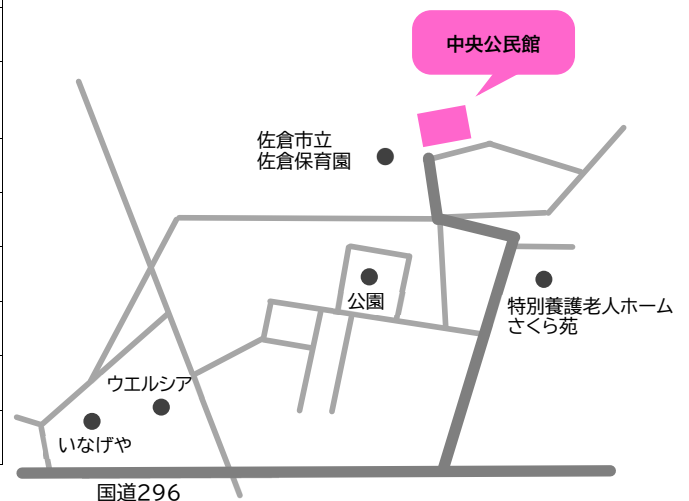 中央公民館
佐倉市立
佐倉保育園
公園
特別養護老人ホーム
さくら苑
ウエルシア
いなげや
国道296